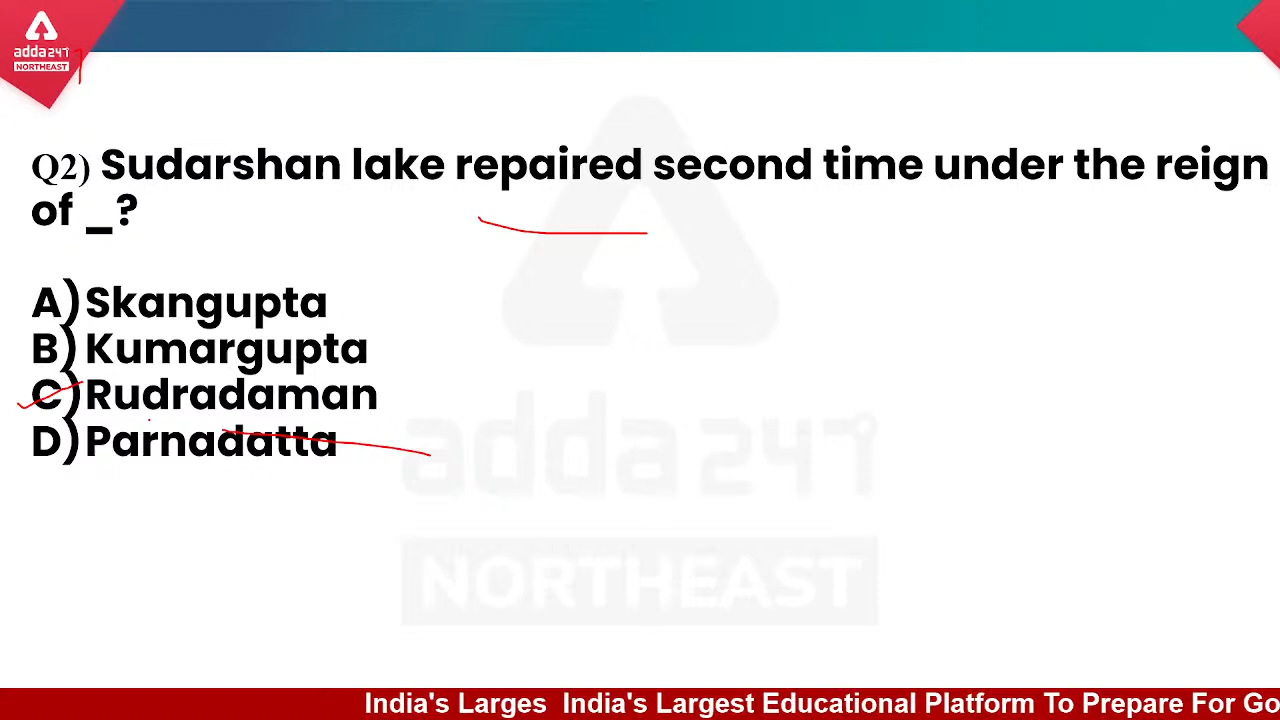 adda247
NORTHEAST
Q2) Sudarshan lake repaired second time under the reign
of _?
A)Skangupta
B)Kumargupta
C)Rudradaman
D)Parnadatta
adda247
NORTHEAST
India's Larges India's Largest Educational Platform To Prepare For Go